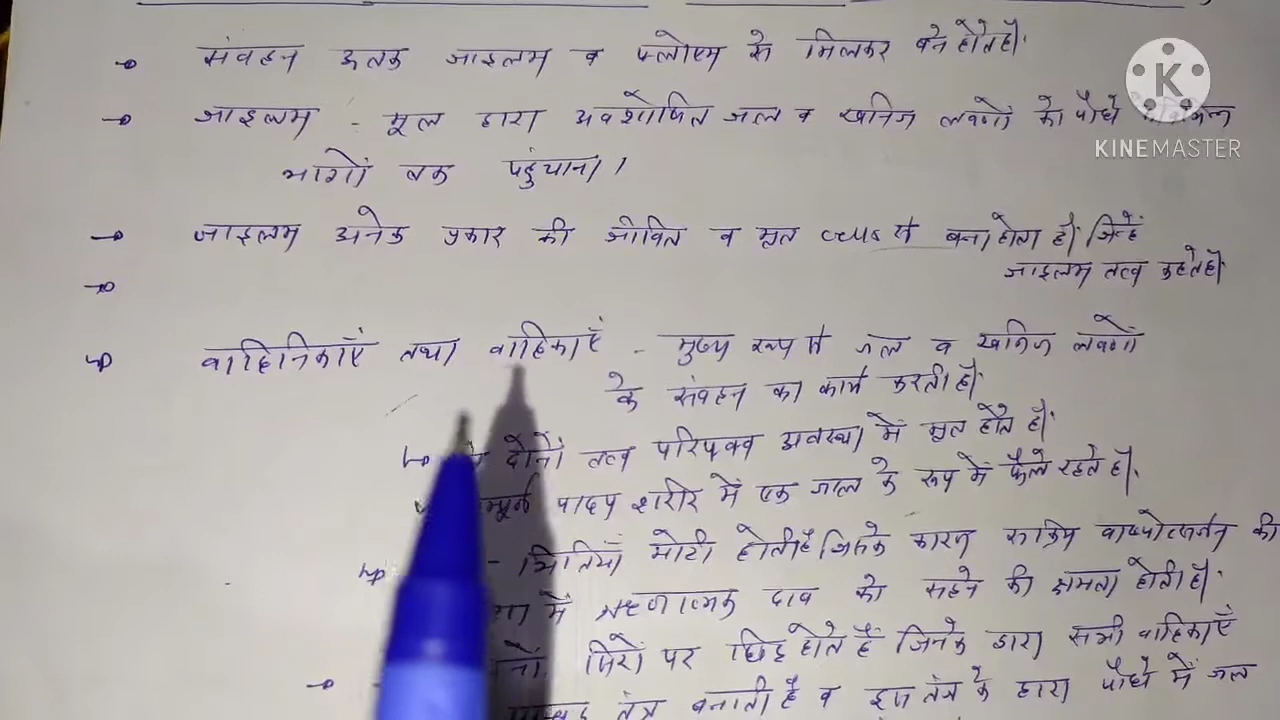 संवहन ऊतक जाइलम व फ्लोएम से मिलकर बने होते हैं।
K
जाइलम - मूल द्वारा अवशोषित जल व खनिज लवणों को पौधे के
KINEMASTER
भागों तक पहुंचाना।
जाइलम अनेक प्रकार की जीवित व मृत cells से बना होता है। जिन्हें
जाइलम तत्व कहते हैं।
वाहिनिकाएँ तथा वाहिकाएँ - मुख्य रूप से जल व खनिज लवणों
के संवहन का कार्य करती हैं।
दोनों तत्व परिपक्व अवस्था में मृत होते हैं।
पादप शरीर में एक जाल के रूप में फैले रहते हैं।
- भित्तियाँ मोटी होती है जिसके कारण सक्रिय वाष्पोत्सर्जन की
में ऋणात्मक दाब को सहने की क्षमता होती है।
सिरों पर छिद्र होते हैं जिनके द्वारा सभी वाहिकाएँ
तंत्र बनाती है व इस तंत्र के द्वारा पौधे में जल